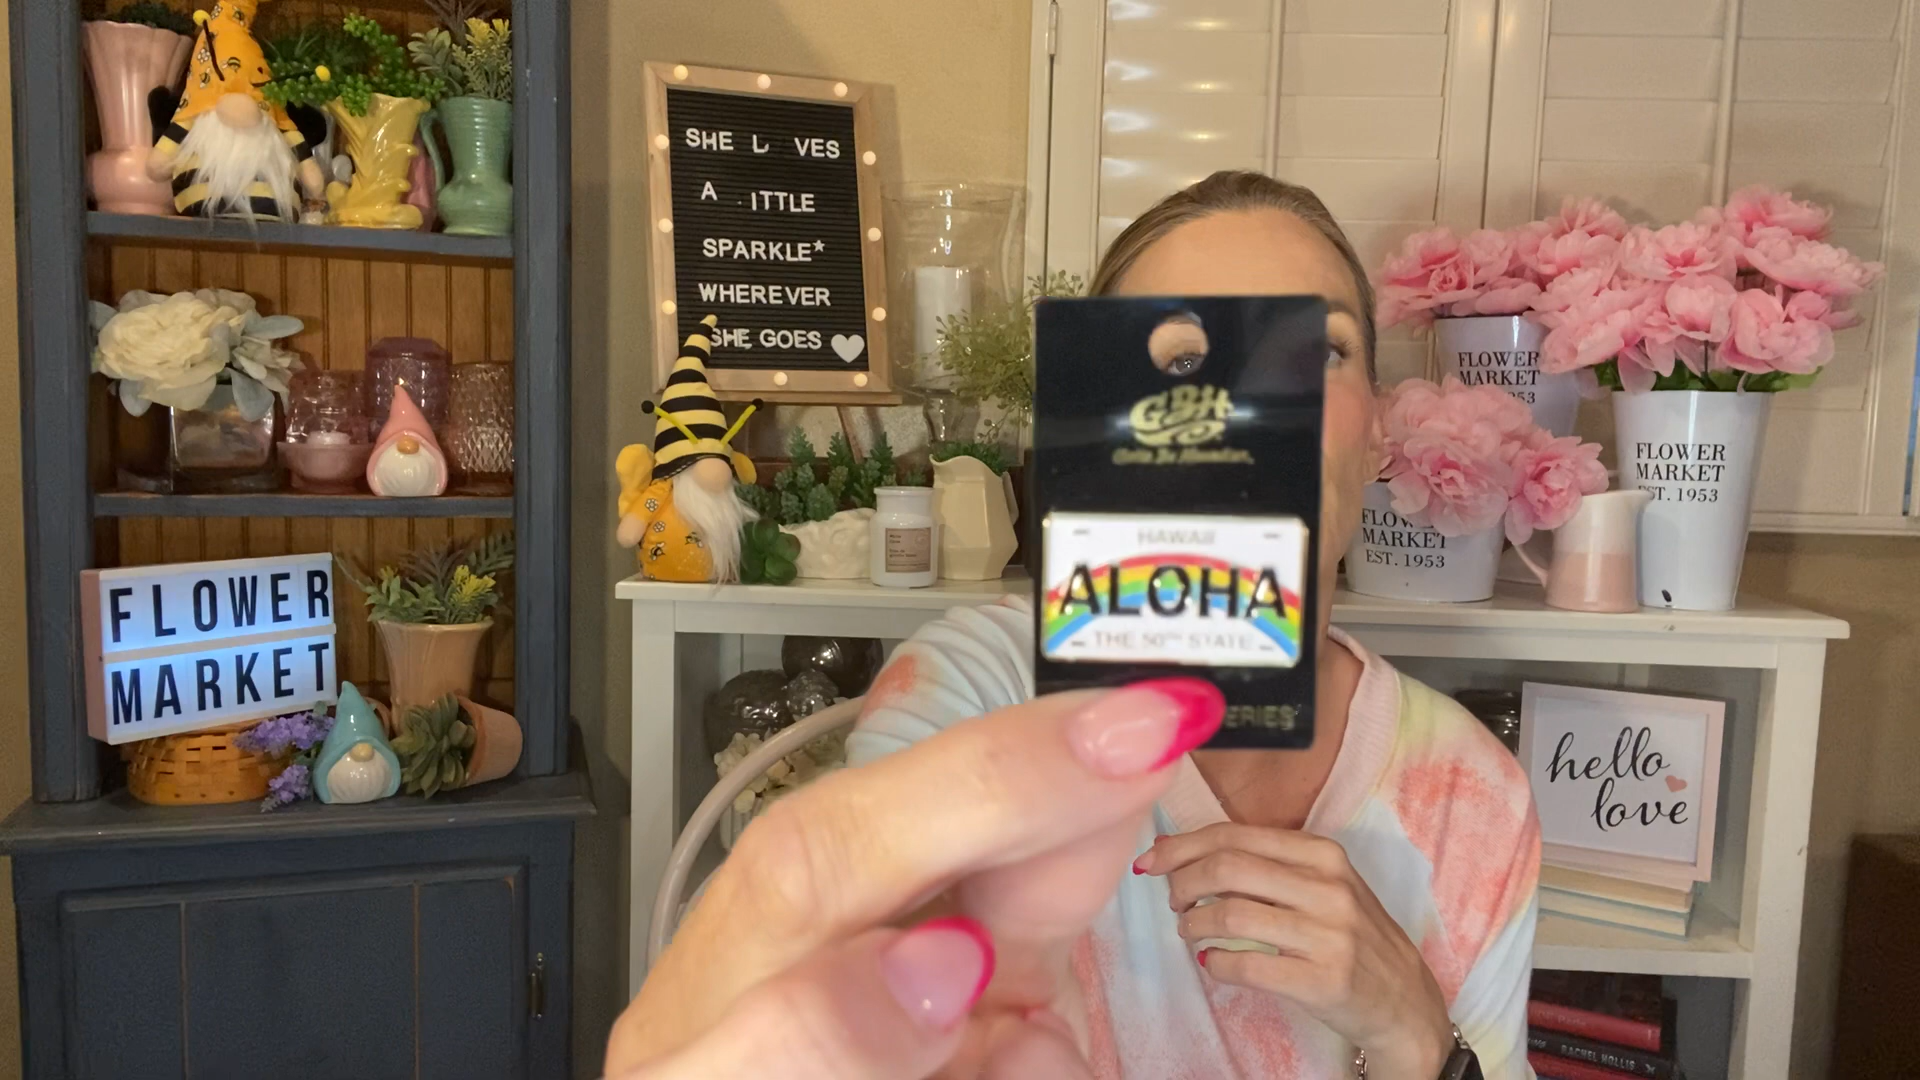 SHE L VES
A ITTLE
SPARKLE*
WHEREVER
SHE GOES
FLOWER
MARKET
GBH
HAWAII
ALOHA
THE 50TH STATE
ERIES
FLOWER
MARKET
FLOWER
MARKET
EST. 1953
FLOWER
MARKET
EST. 1953
hello
love
RACHEL HOLLIS